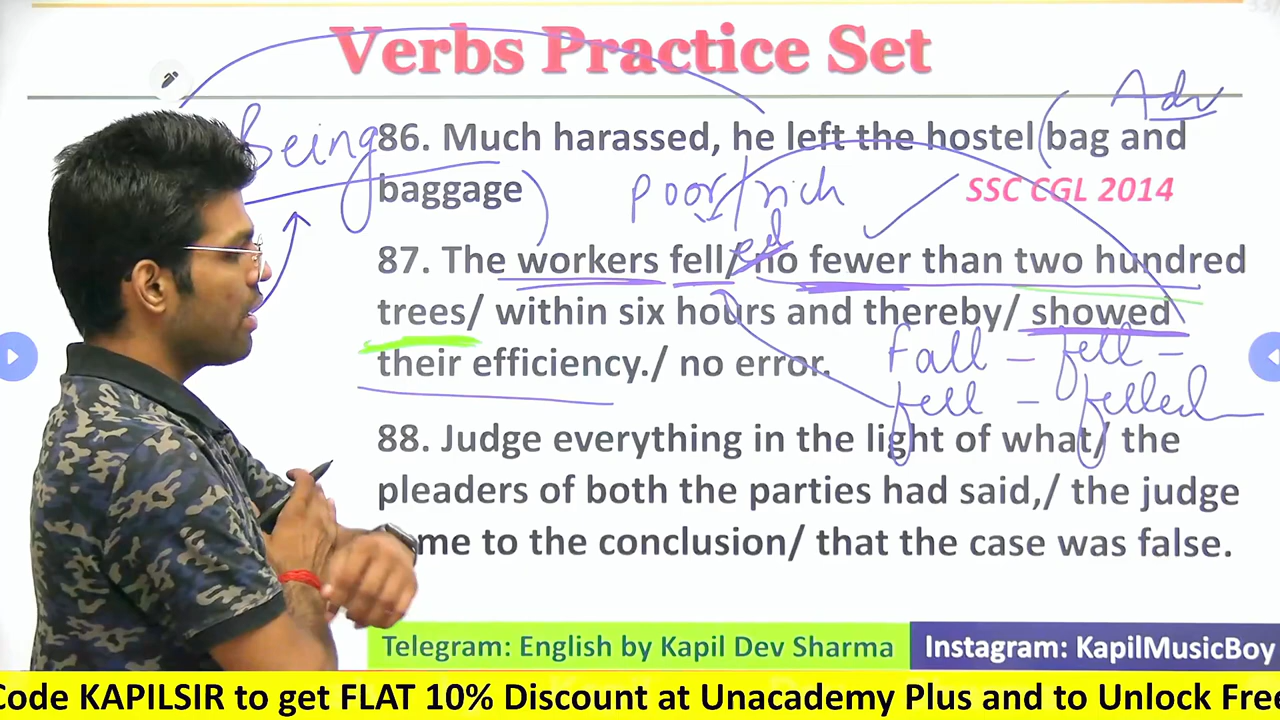 Verbs Practice Set
Adv
Being
86. Much harassed, he left the hostel (bag and
baggage)
poor/rich
SSC CGL 2014
ed
87. The workers fell/ no fewer than two hundred
trees/ within six hours and thereby/ showed
their efficiency./ no error.
Fall - fell -
fell - felled
88. Judge everything in the light of what/ the
pleaders of both the parties had said,/ the judge
me to the conclusion/ that the case was false.
Telegram: English by Kapil Dev Sharma
Instagram: KapilMusicBoy
Code KAPILSIR to get FLAT 10% Discount at Unacademy Plus and to Unlock Free